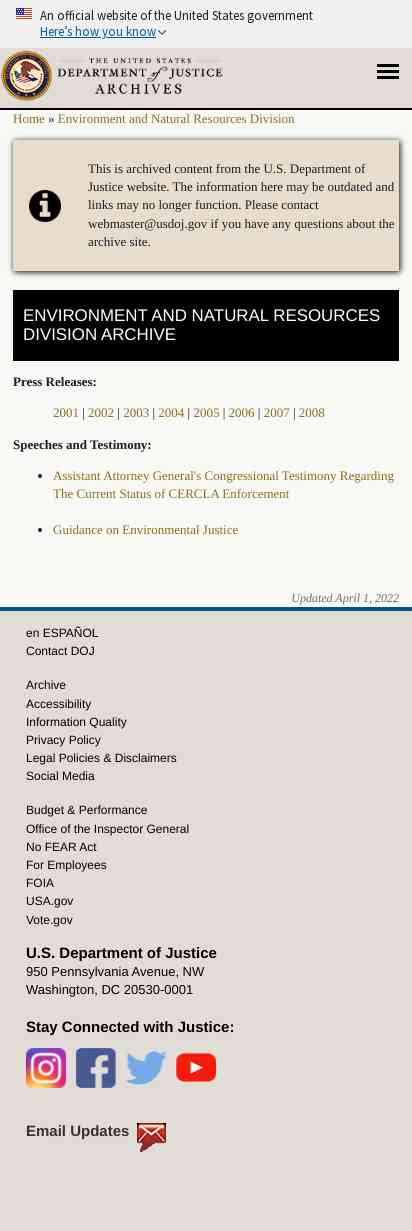 An official website of the United States government
Here's how you know
THE UNITED STATES
DEPARTMENT of JUSTICE
ARCHIVES
Home » Environment and Natural Resources Division
This is archived content from the U.S. Department of
Justice website. The information here may be outdated and
links may no longer function. Please contact
webmaster@usdoj.gov if you have any questions about the
archive site.
ENVIRONMENT AND NATURAL RESOURCES
DIVISION ARCHIVE
Press Releases:
2001 | 2002 | 2003 | 2004 | 2005 | 2006 | 2007 | 2008
Speeches and Testimony:
• Assistant Attorney General's Congressional Testimony Regarding
The Current Status of CERCLA Enforcement
• Guidance on Environmental Justice
Updated April 1, 2022
en ESPAÑOL
Contact DOJ
Archive
Accessibility
Information Quality
Privacy Policy
Legal Policies & Disclaimers
Social Media
Budget & Performance
Office of the Inspector General
No FEAR Act
For Employees
FOIA
USA.gov
Vote.gov
U.S. Department of Justice
950 Pennsylvania Avenue, NW
Washington, DC 20530-0001
Stay Connected with Justice:
Email Updates